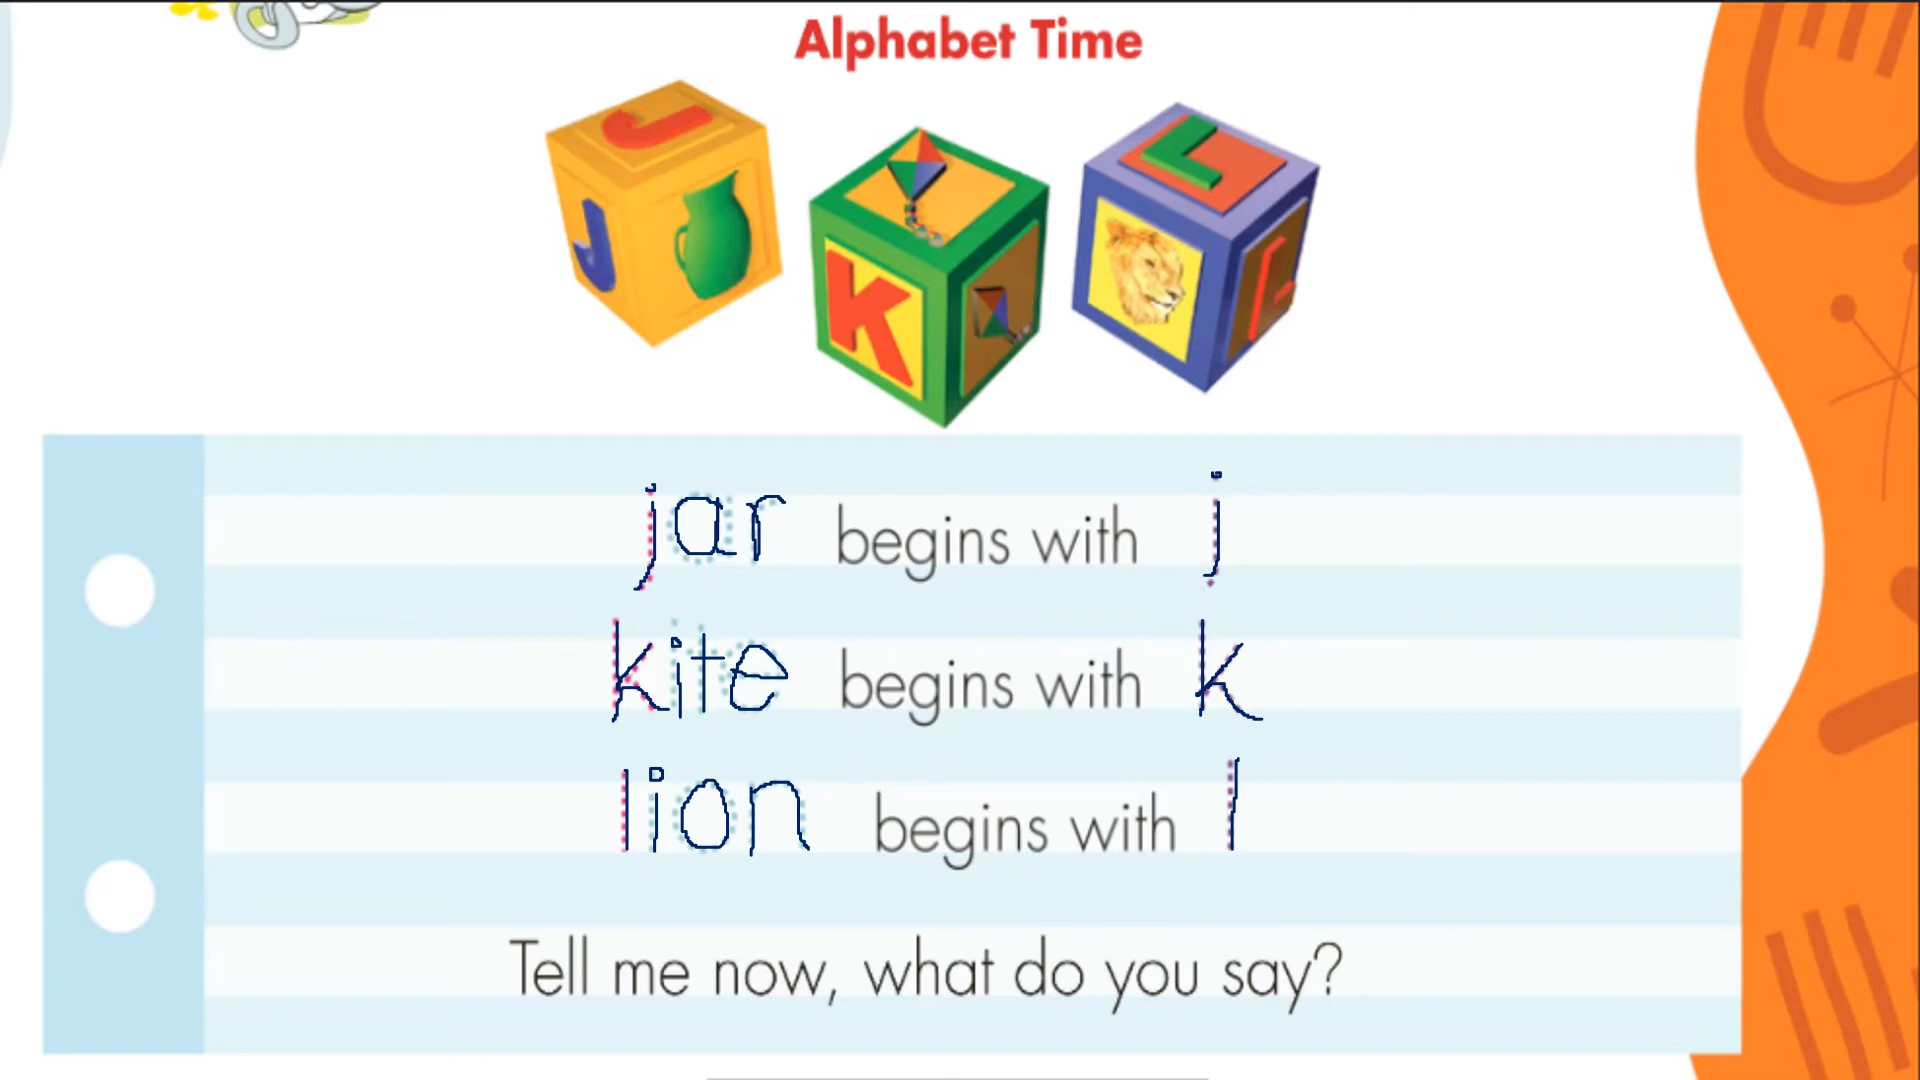 Alphabet Time
J
J
K
L
L
jar begins with j
kite begins with k
lion begins with l
Tell me now, what do you say?